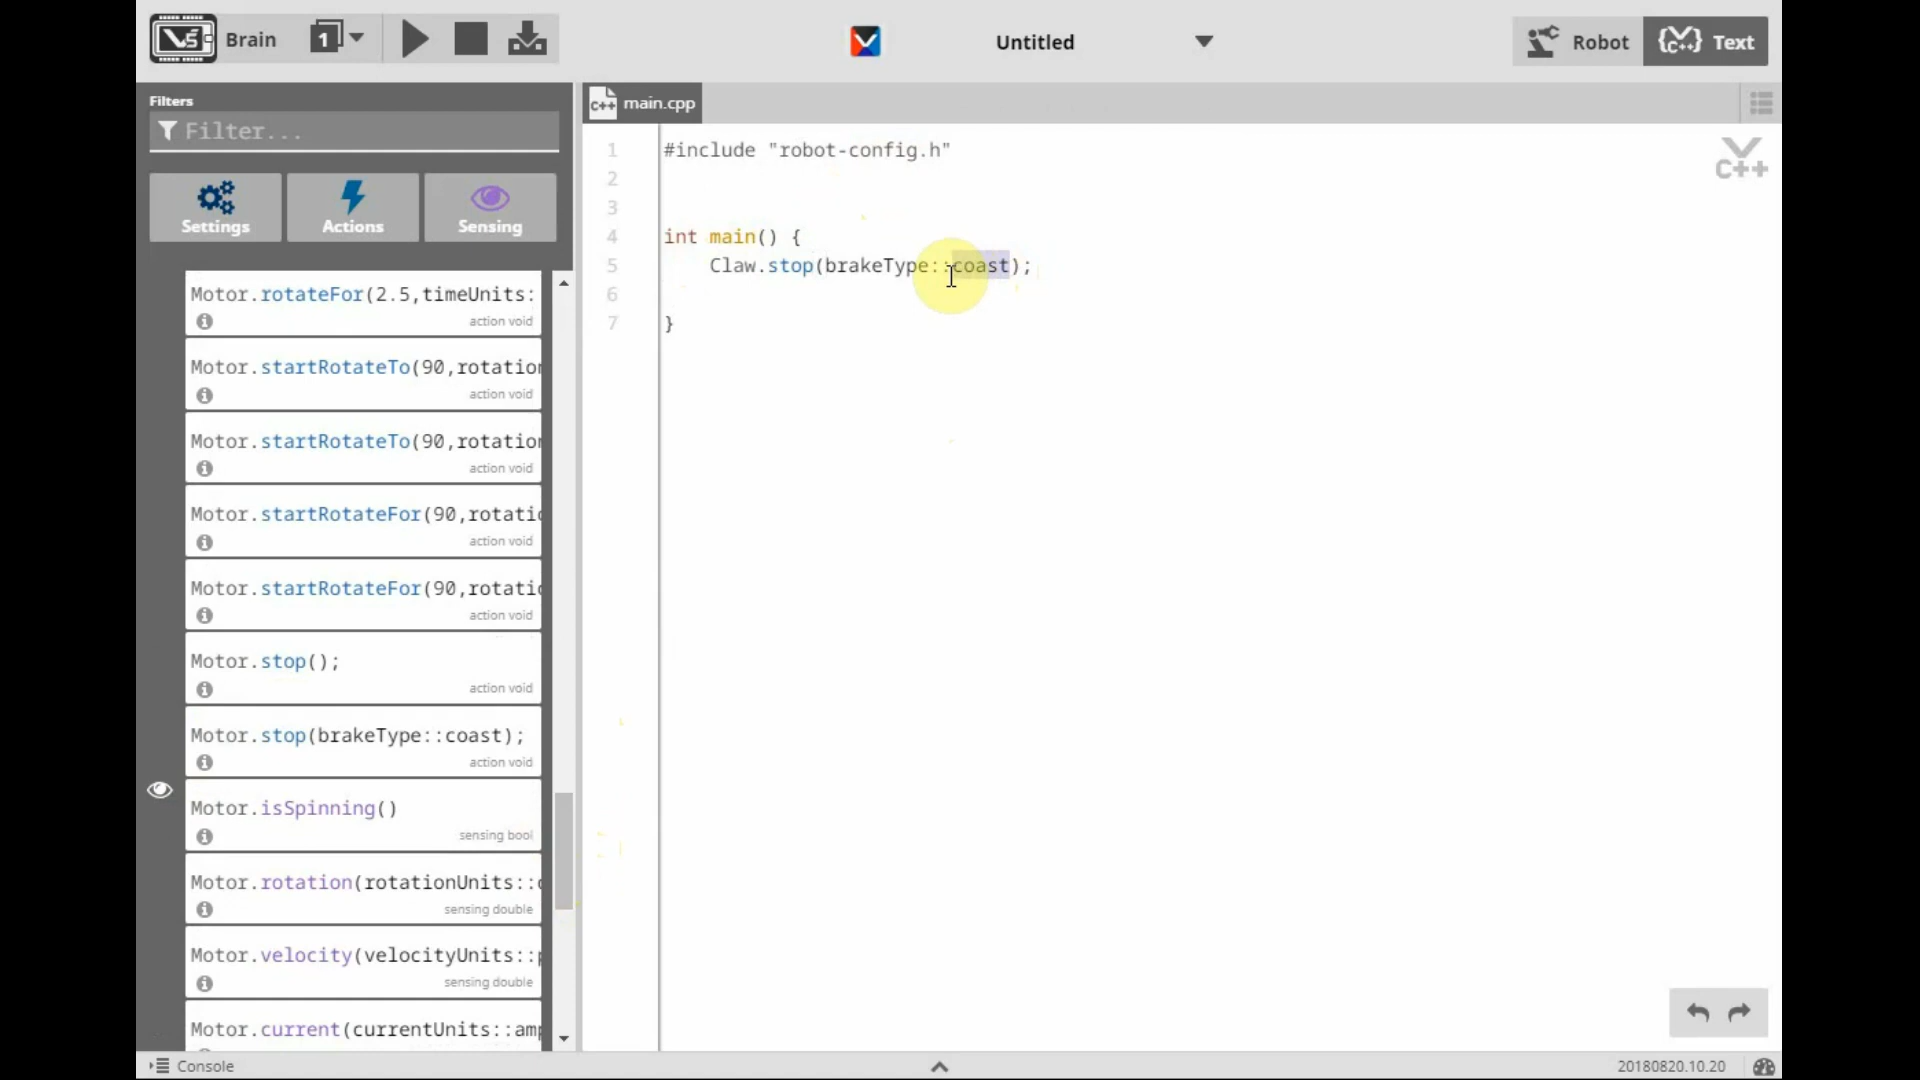 V5 Brain 1 Untitled Robot C++ Text
Filters
Filter...
Settings Actions Sensing
Motor.rotateFor(2.5,timeUnits:
action void
Motor.startRotateTo(90,rotation
action void
Motor.startRotateTo(90,rotation
action void
Motor.startRotateFor(90,rotatio
action void
Motor.startRotateFor(90,rotatio
action void
Motor.stop();
action void
Motor.stop(brakeType::coast);
action void
Motor.isSpinning()
sensing bool
Motor.rotation(rotationUnits::d
sensing double
Motor.velocity(velocityUnits::p
sensing double
Motor.current(currentUnits::amp
C++ main.cpp
1 #include "robot-config.h"
2
3
4 int main() {
5 Claw.stop(brakeType::coast);
6
7 }
C++
Console
20180820.10.20